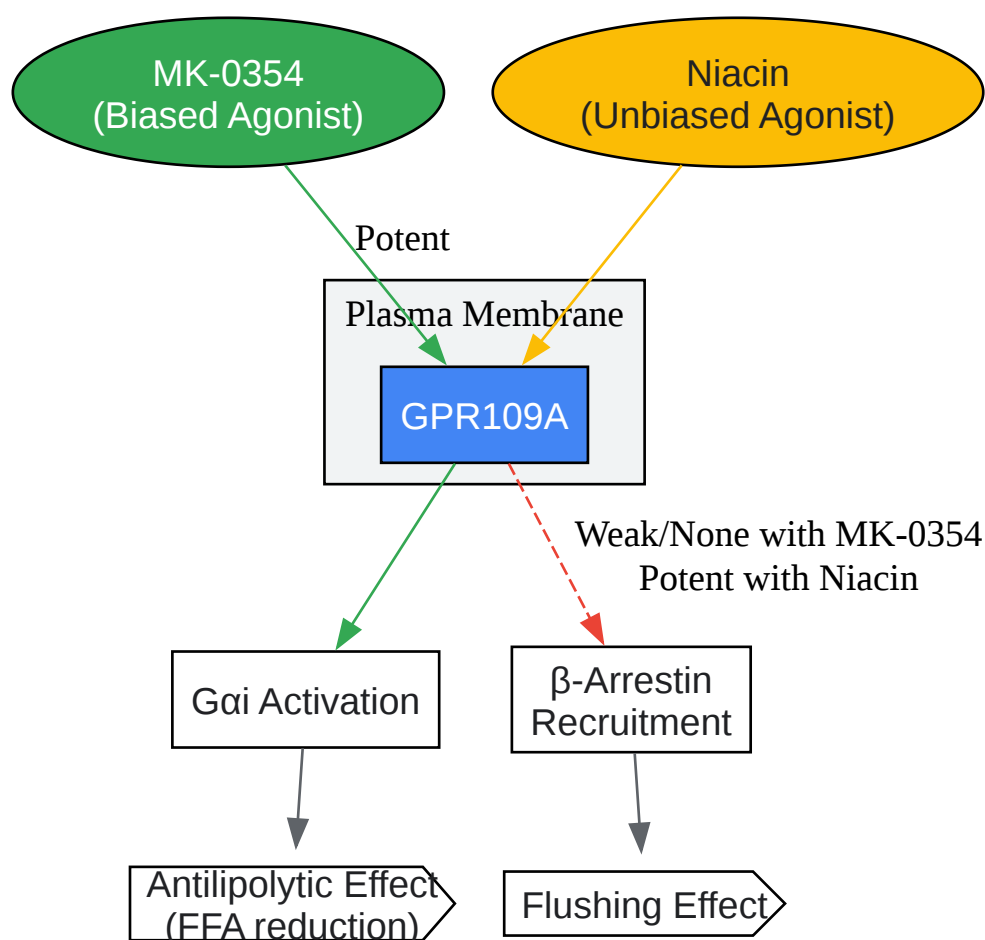 MK-0354
(Biased Agonist)
Niacin
(Unbiased Agonist)
Potent
Plasma Membrane
GPR109A
Weak/None with MK-0354
Potent with Niacin
Gαi Activation
β-Arrestin
Recruitment
Antilipolytic Effect
(FFA reduction)
Flushing Effect